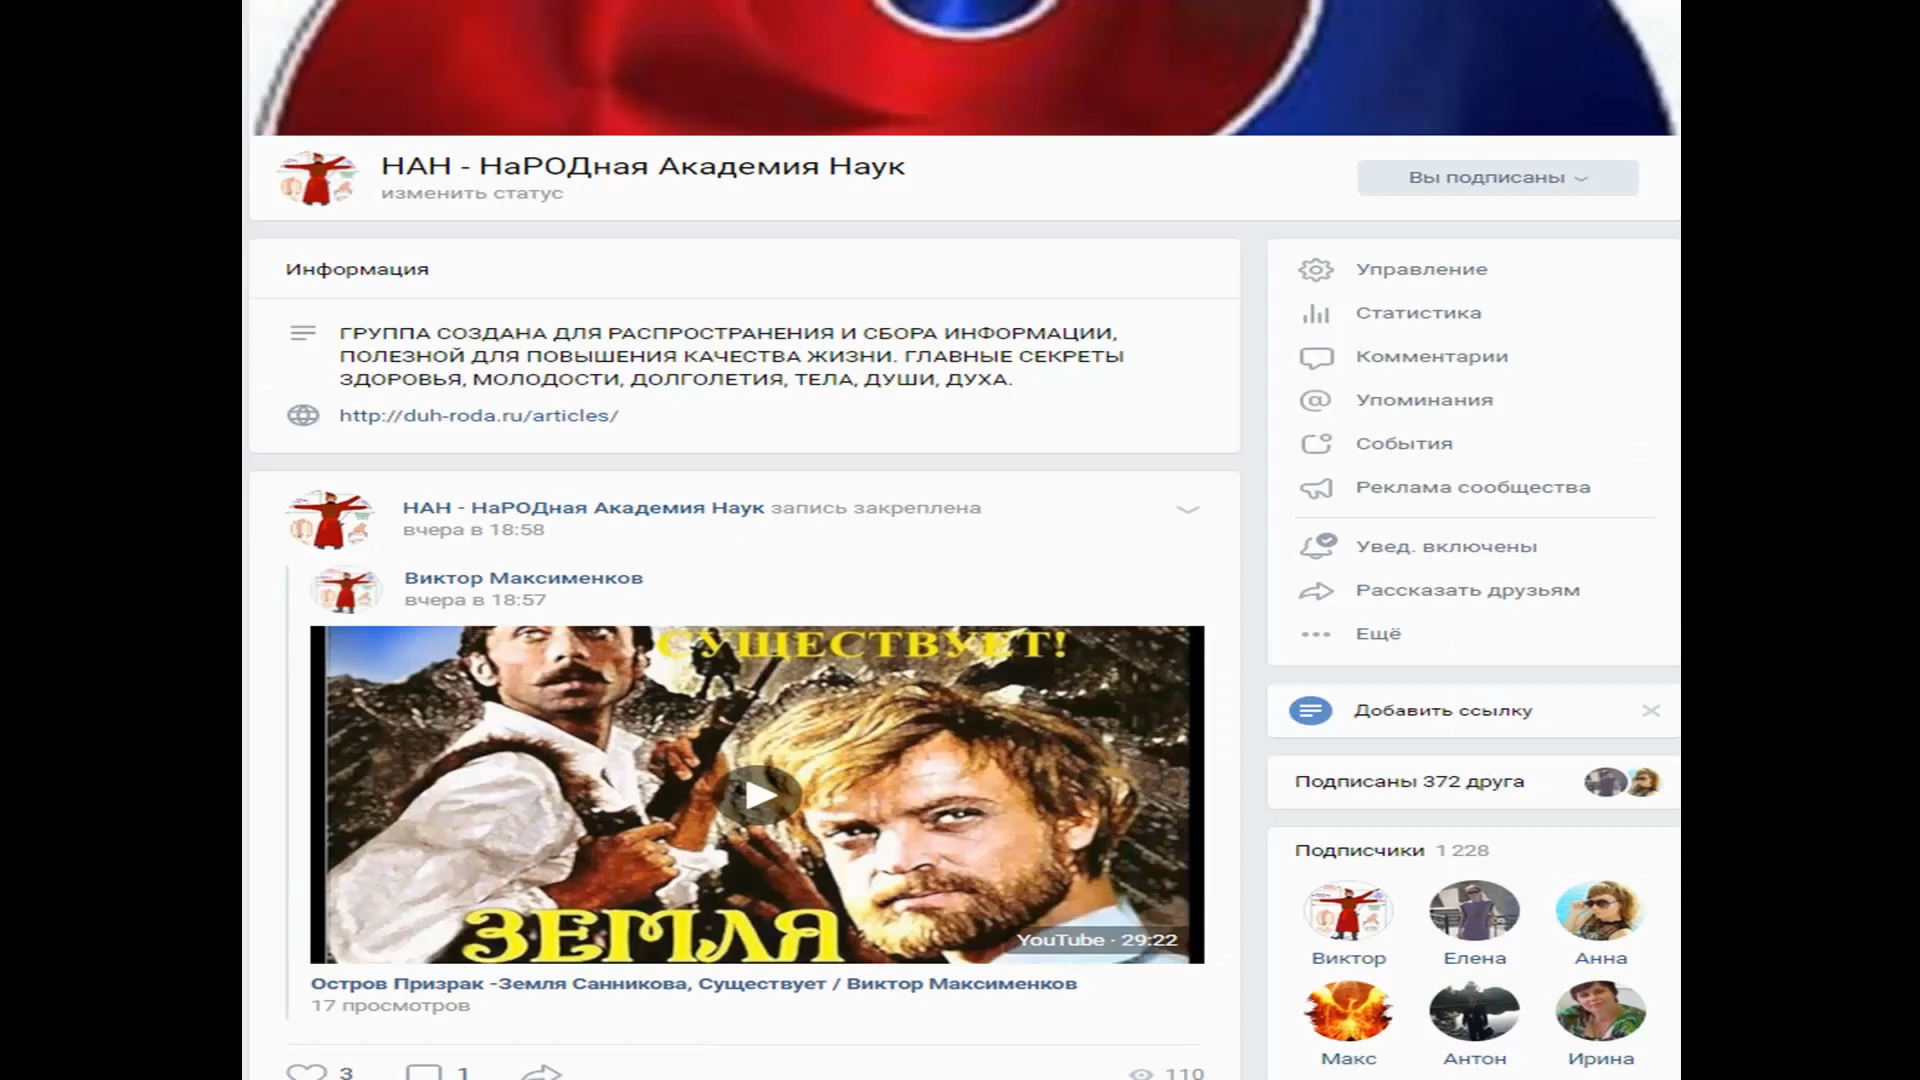 НАН - НаРОДная Академия Наук
изменить статус
Вы подписаны
Информация
ГРУППА СОЗДАНА ДЛЯ РАСПРОСТРАНЕНИЯ И СБОРА ИНФОРМАЦИИ,
ПОЛЕЗНОЙ ДЛЯ ПОВЫШЕНИЯ КАЧЕСТВА ЖИЗНИ. ГЛАВНЫЕ СЕКРЕТЫ
ЗДОРОВЬЯ, МОЛОДОСТИ, ДОЛГОЛЕТИЯ, ТЕЛА, ДУШИ, ДУХА.
http://duh-roda.ru/articles/
НАН - НаРОДная Академия Наук запись закреплена
вчера в 18:58
Виктор Максименков
вчера в 18:57
СУЩЕСТВУЕТ!
ЗЕМЛЯ
YouTube · 29:22
Остров Призрак -Земля Санникова, Существует / Виктор Максименков
17 просмотров
3
1
110
Управление
Статистика
Комментарии
Упоминания
События
Реклама сообщества
Увед. включены
Рассказать друзьям
Ещё
Добавить ссылку
Подписаны 372 друга
Подписчики 1 228
Виктор
Елена
Анна
Макс
Антон
Ирина